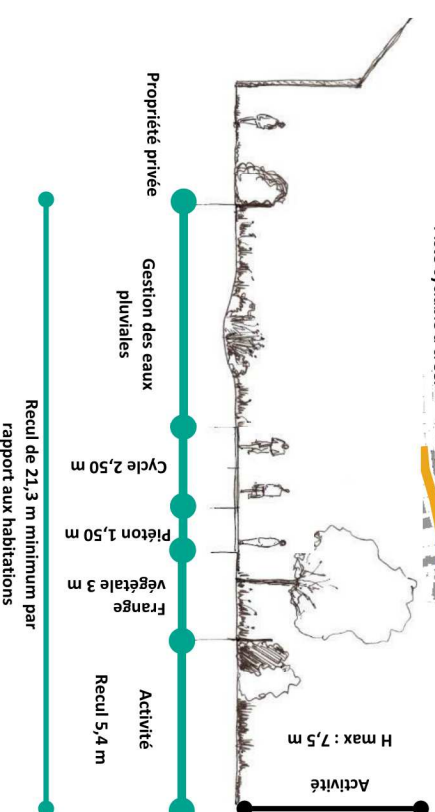 Propriété privée
Gestion des eaux
pluviales
Cycle 2,50 m
Piéton 1,50 m
Frange
végétale 3 m
Activité
Recul 5,4 m
Recul de 21,3 m minimum par
rapport aux habitations
H max : 7,5 m
Activité